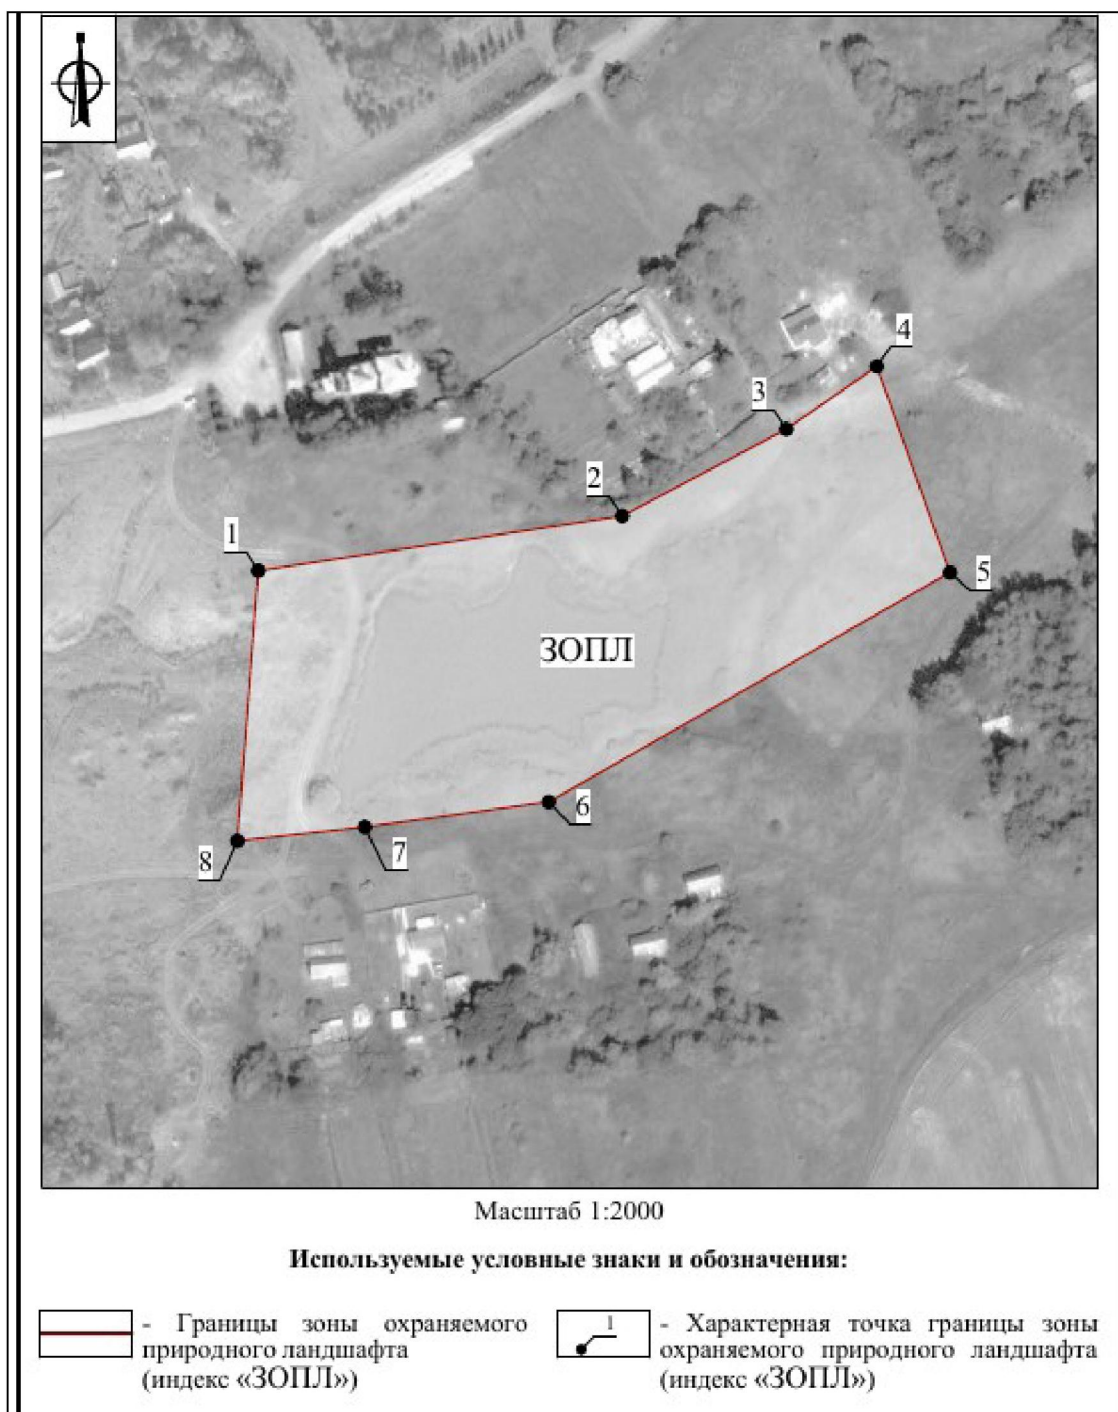 4
3
2
1
5
ЗОПЛ
6
7
8
Масштаб 1:2000
Используемые условные знаки и обозначения:
- Границы зоны охраняемого
природного ландшафта
(индекс «ЗОПЛ»)
1
- Характерная точка границы зоны
охраняемого природного ландшафта
(индекс «ЗОПЛ»)